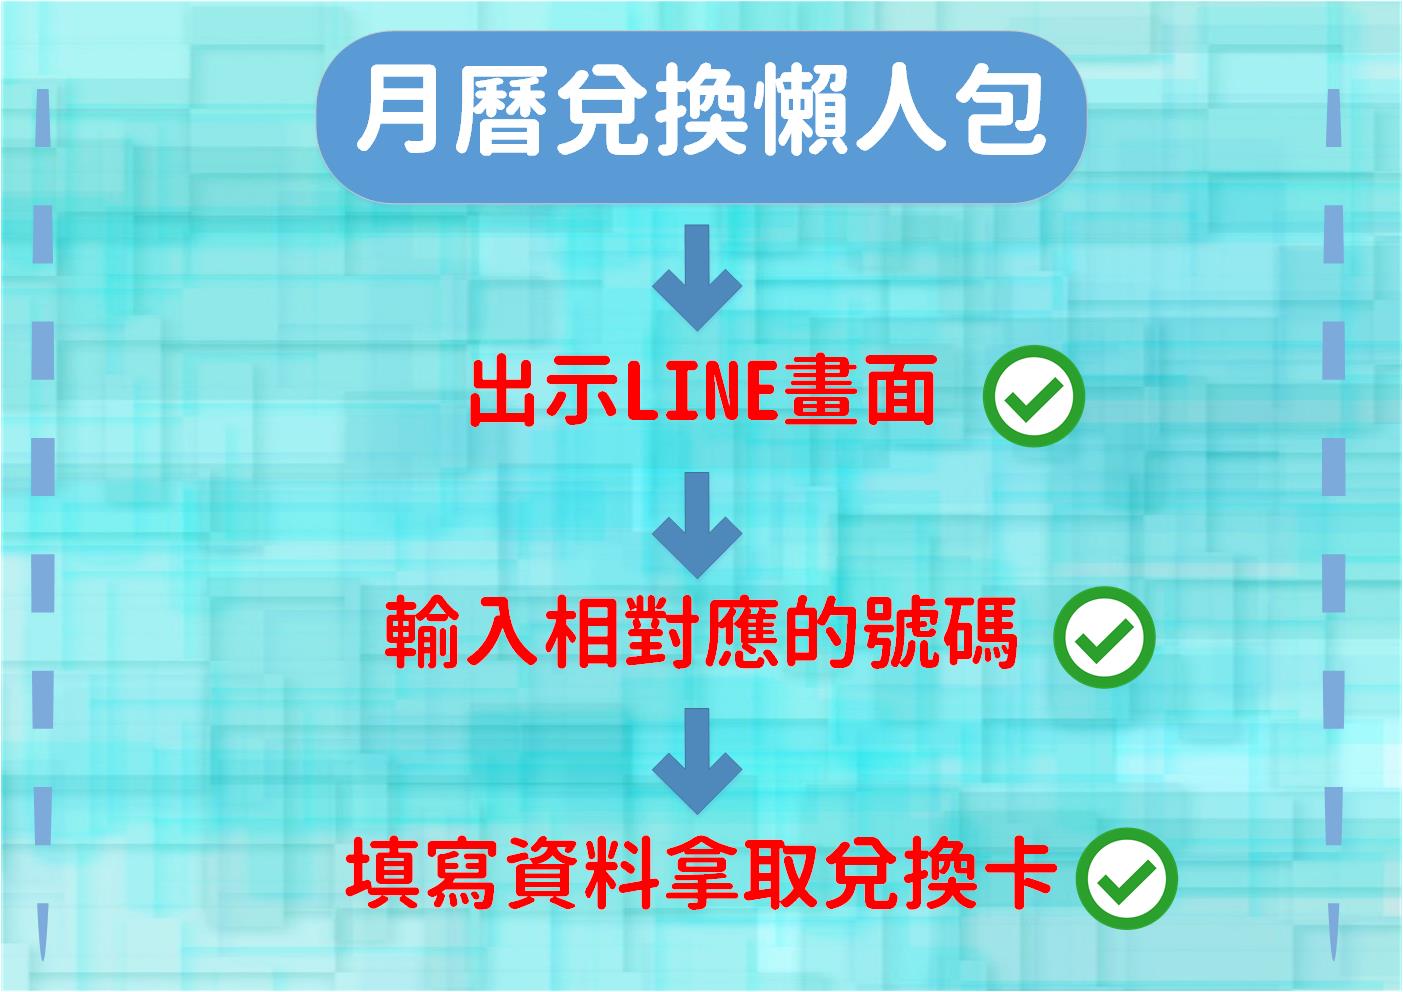 月曆兌換懶人包
出示LINE畫面
輸入相對應的號碼
填寫資料拿取兌換卡